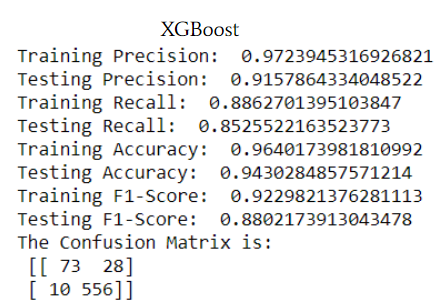 XGBoost
Training Precision:  0.9723945316926821
Testing Precision:  0.9157864334048522
Training Recall:  0.8862701395103847
Testing Recall:  0.8525522163523773
Training Accuracy:  0.9640173981810992
Testing Accuracy:  0.9430284857571214
Training F1-Score:  0.9229821376281113
Testing F1-Score:  0.8802173913043478
The Confusion Matrix is:
[[ 73  28]
[ 10 556]]